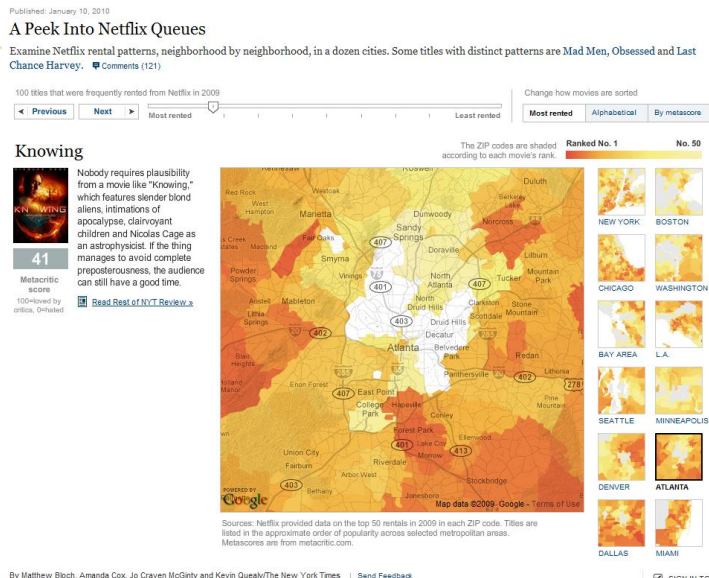 Published: January 10, 2010
A Peek Into Netflix Queues
Examine Netflix rental patterns, neighborhood by neighborhood, in a dozen cities. Some titles with distinct patterns are Mad Men, Obsessed and Last
Chance Harvey. Comments (121)
100 titles that were frequently rented from Netflix in 2009
Change how movies are sorted
Previous Next
Most rented Least rented
Most rented Alphabetical By metascore
Knowing
The ZIP codes are shaded
according to each movie's rank.
Ranked No. 1 No. 50
KNOWING
41
Metacritic
score
100=loved by
critics, 0=hated
Nobody requires plausibility
from a movie like "Knowing,"
which features slender blond
aliens, intimations of
apocalypse, clairvoyant
children and Nicolas Cage as
an astrophysicist. If the thing
manages to avoid complete
preposterousness, the audience
can still have a good time.
Read Rest of NYT Review »
Kennesaw
Roswell
Duluth
Red Rock
Westoak
Berkeley
Lake
West
Hampton
Marietta
Dunwoody
Norcross
Fair Oaks
407
Sandy
Springs
Macland
Doraville
Smyrna
Lilburn
Powder
Springs
Vinings
North
Atlanta
407
Tucker
Mountain
Park
401
Austell
Mableton
North
Druid Hills
Clarkston
Stone
Mountain
Lithia
Springs
Scottdale
402
403
Druid Hills
Decatur
Atlanta
Belvedere
Park
Redan
Blair
Heights
Panthersville
402
Lithonia
Enon Forest
278
407
East Point
College
Park
Hapeville
Pine
Mountain
Conley
Forest Park
401
Lake City
Ellenwood
Morrow
413
Union City
Riverdale
Fairburn
Arbor West
Stockbridge
403
Bethany
Jonesboro
POWERED BY
Google
Map data ©2009 Google - Terms of Use
NEW YORK BOSTON
CHICAGO WASHINGTON
BAY AREA L.A.
SEATTLE MINNEAPOLIS
DENVER ATLANTA
DALLAS MIAMI
Sources: Netflix provided data on the top 50 rentals in 2009 in each ZIP code. Titles are
listed in the approximate order of popularity across selected metropolitan areas.
Metascores are from metacritic.com.
By Matthew Bloch, Amanda Cox, Jo Craven McGinty and Kevin Quealy/The New York Times | Send Feedback
SIGN IN TO